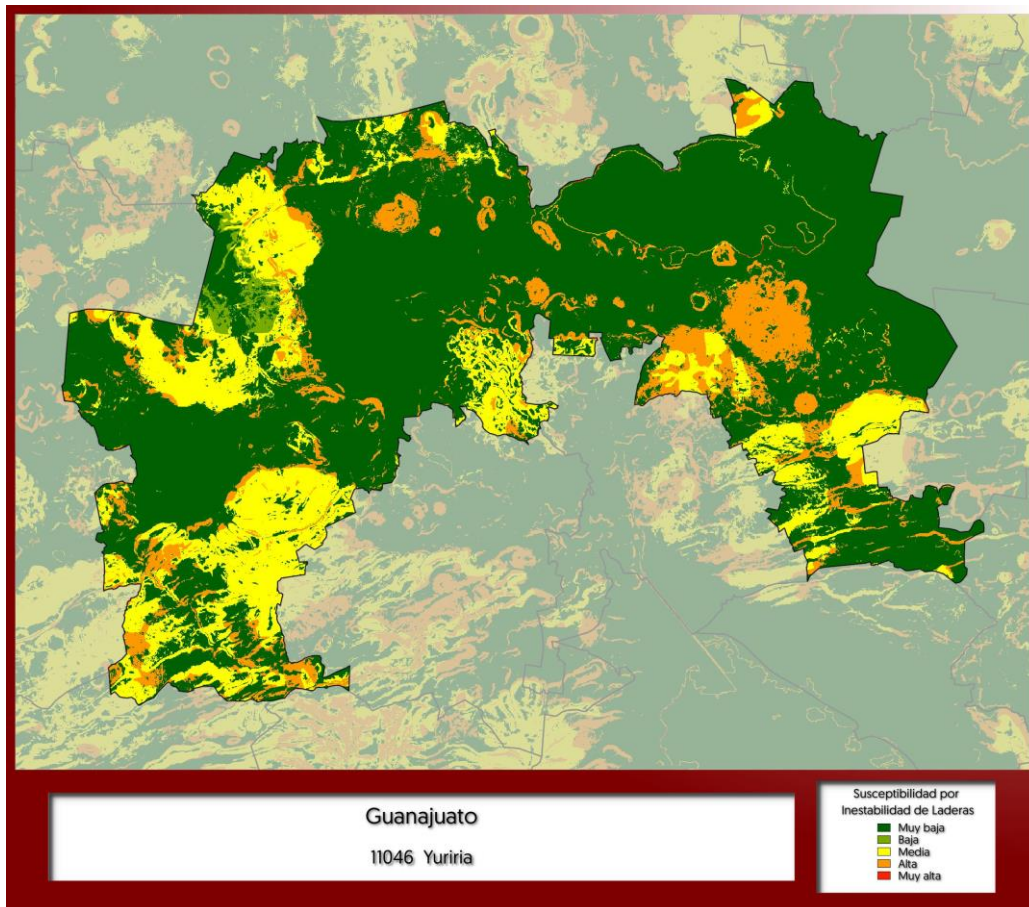 Guanajuato
11046 Yuriria
Susceptibilidad por
Inestabilidad de Laderas
Muy baja
Baja
Media
Alta
Muy alta